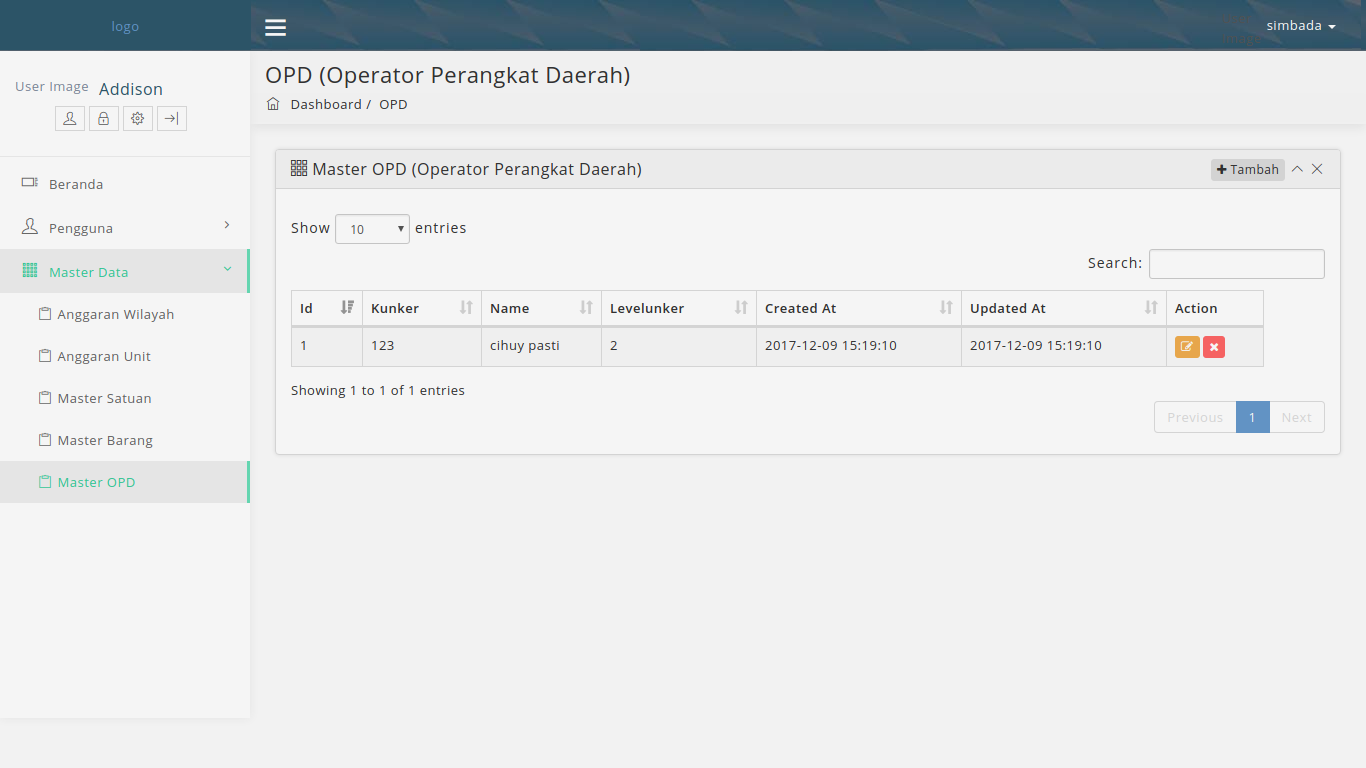 logo
simbada
User Image Addison
OPD (Operator Perangkat Daerah)
Dashboard / OPD
Beranda
Pengguna
Master Data
Anggaran Wilayah
Anggaran Unit
Master Satuan
Master Barang
Master OPD
Master OPD (Operator Perangkat Daerah)
Tambah
Show 10 entries
Search:
Id Kunker Name Levelunker Created At Updated At Action
1 123 cihuy pasti 2 2017-12-09 15:19:10 2017-12-09 15:19:10
Showing 1 to 1 of 1 entries
Previous 1 Next